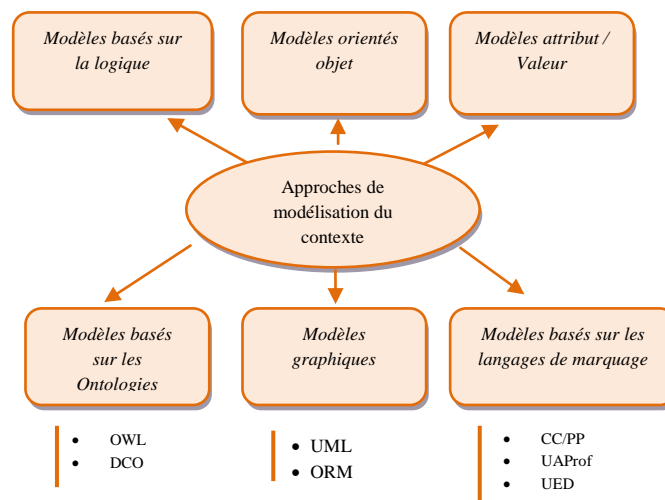 Modèles basés sur
la logique
Modèles orientés
objet
Modèles attribut /
Valeur
Approches de
modélisation du
contexte
Modèles basés
sur les
Ontologies
Modèles
graphiques
Modèles basés sur les
langages de marquage
• OWL
• DCO
• UML
• ORM
• CC/PP
• UAProf
• UED